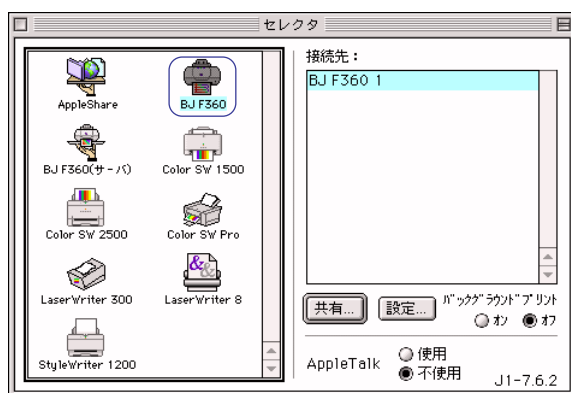 セレクタ
AppleShare
BJ F360
BJ F360(サーバ)
Color SW 1500
Color SW 2500
Color SW Pro
LaserWriter 300
LaserWriter 8
StyleWriter 1200
接続先：
BJ F360 1
共有...
設定...
バックグラウンドプリント
オン
オフ
AppleTalk
使用
不使用
J1-7.6.2